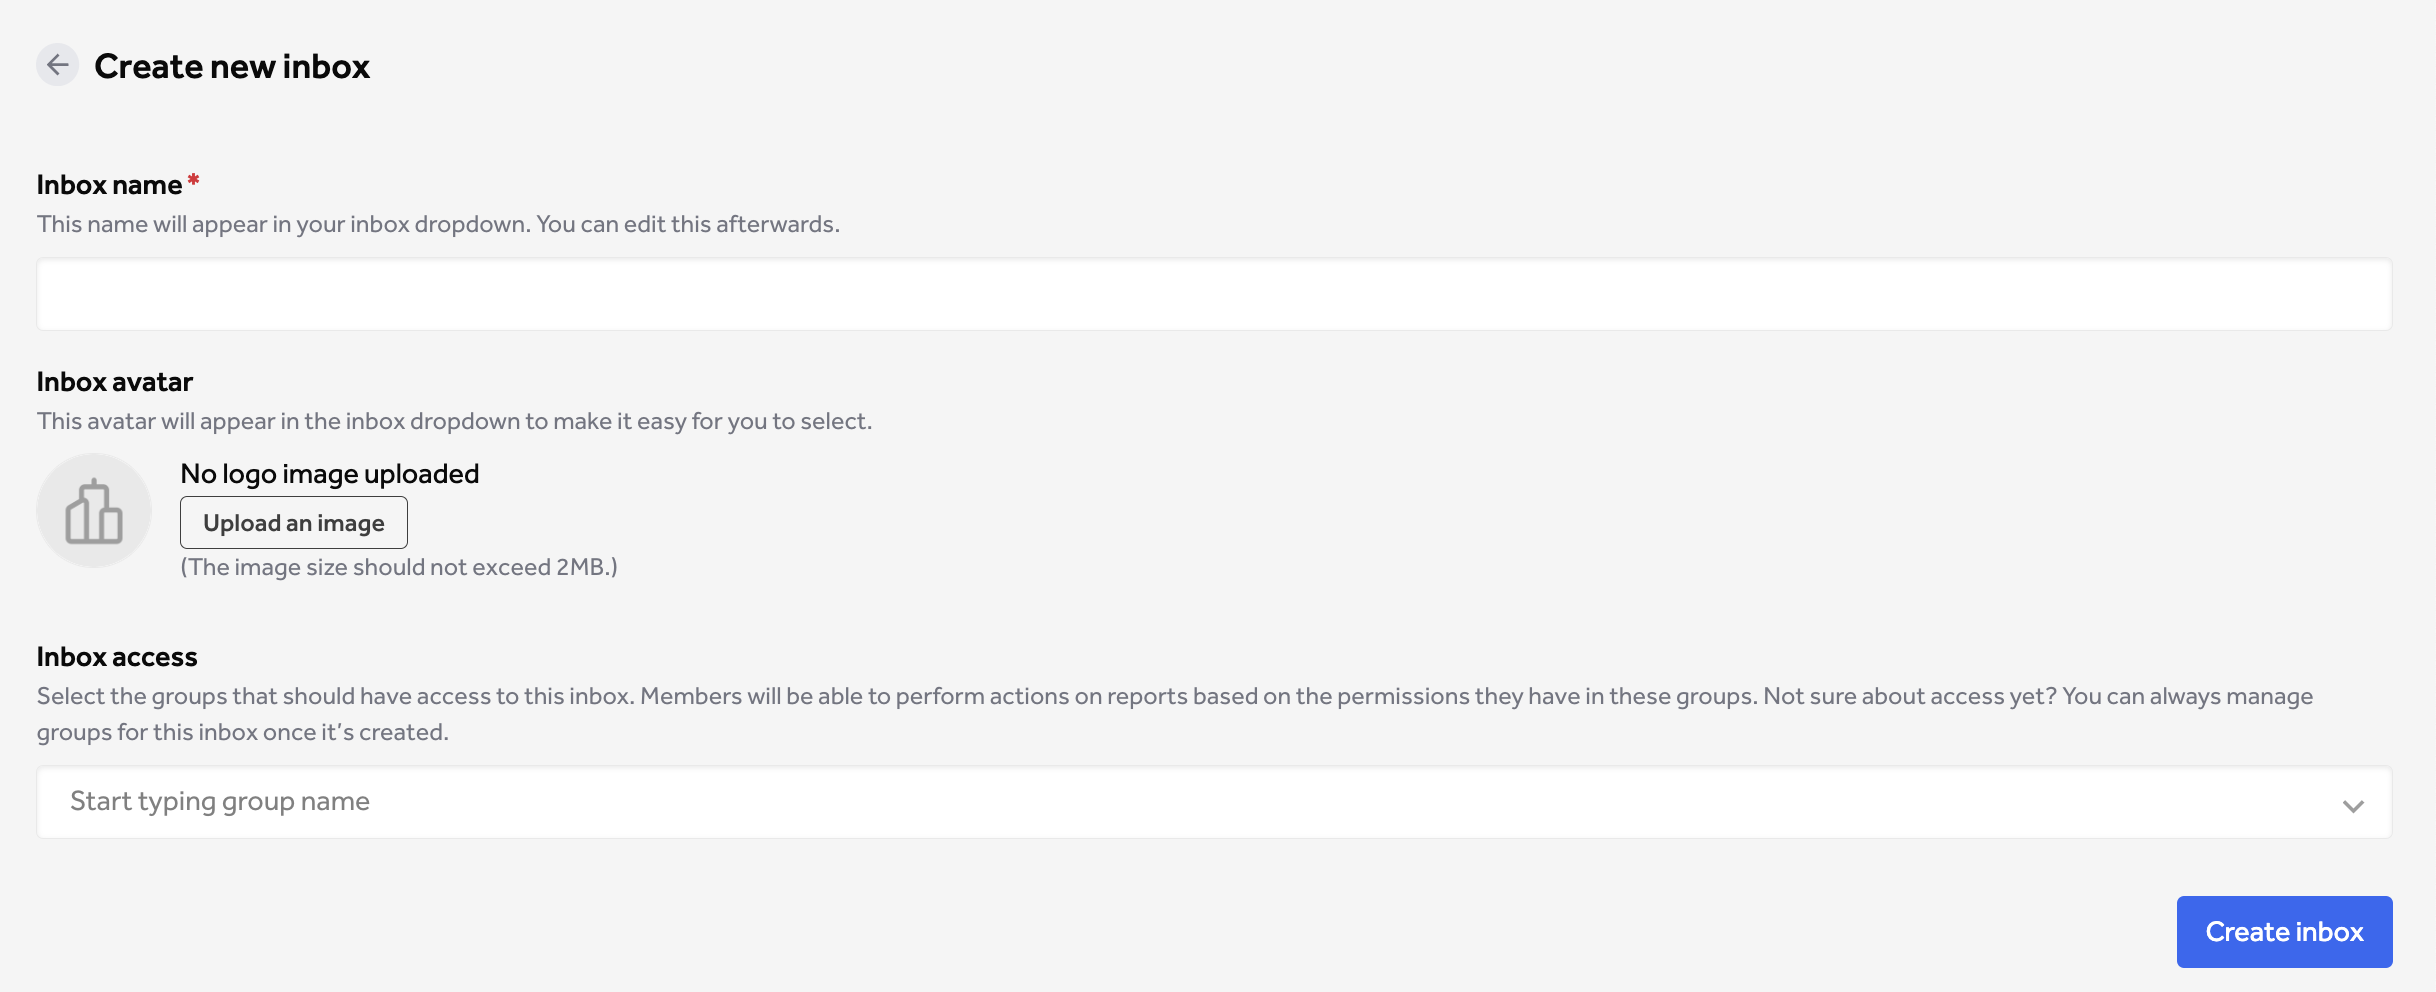 Create new inbox
Inbox name *
This name will appear in your inbox dropdown. You can edit this afterwards.
Inbox avatar
This avatar will appear in the inbox dropdown to make it easy for you to select.
No logo image uploaded
Upload an image
(The image size should not exceed 2MB.)
Inbox access
Select the groups that should have access to this inbox. Members will be able to perform actions on reports based on the permissions they have in these groups. Not sure about access yet? You can always manage
groups for this inbox once it’s created.
Start typing group name
Create inbox